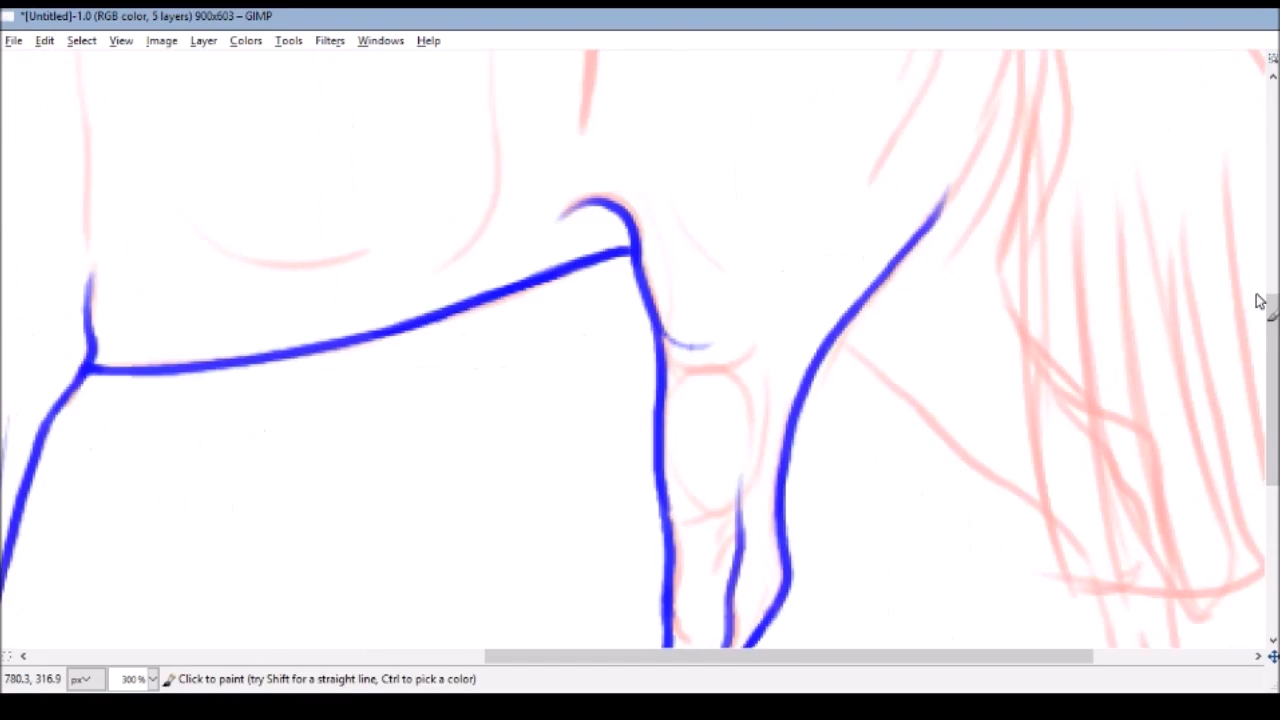 *[Untitled]-1.0 (RGB color, 5 layers) 900x603 – GIMP
File Edit Select View Image Layer Colors Tools Filters Windows Help
780.3, 316.9 px 300 % Click to paint (try Shift for a straight line, Ctrl to pick a color)